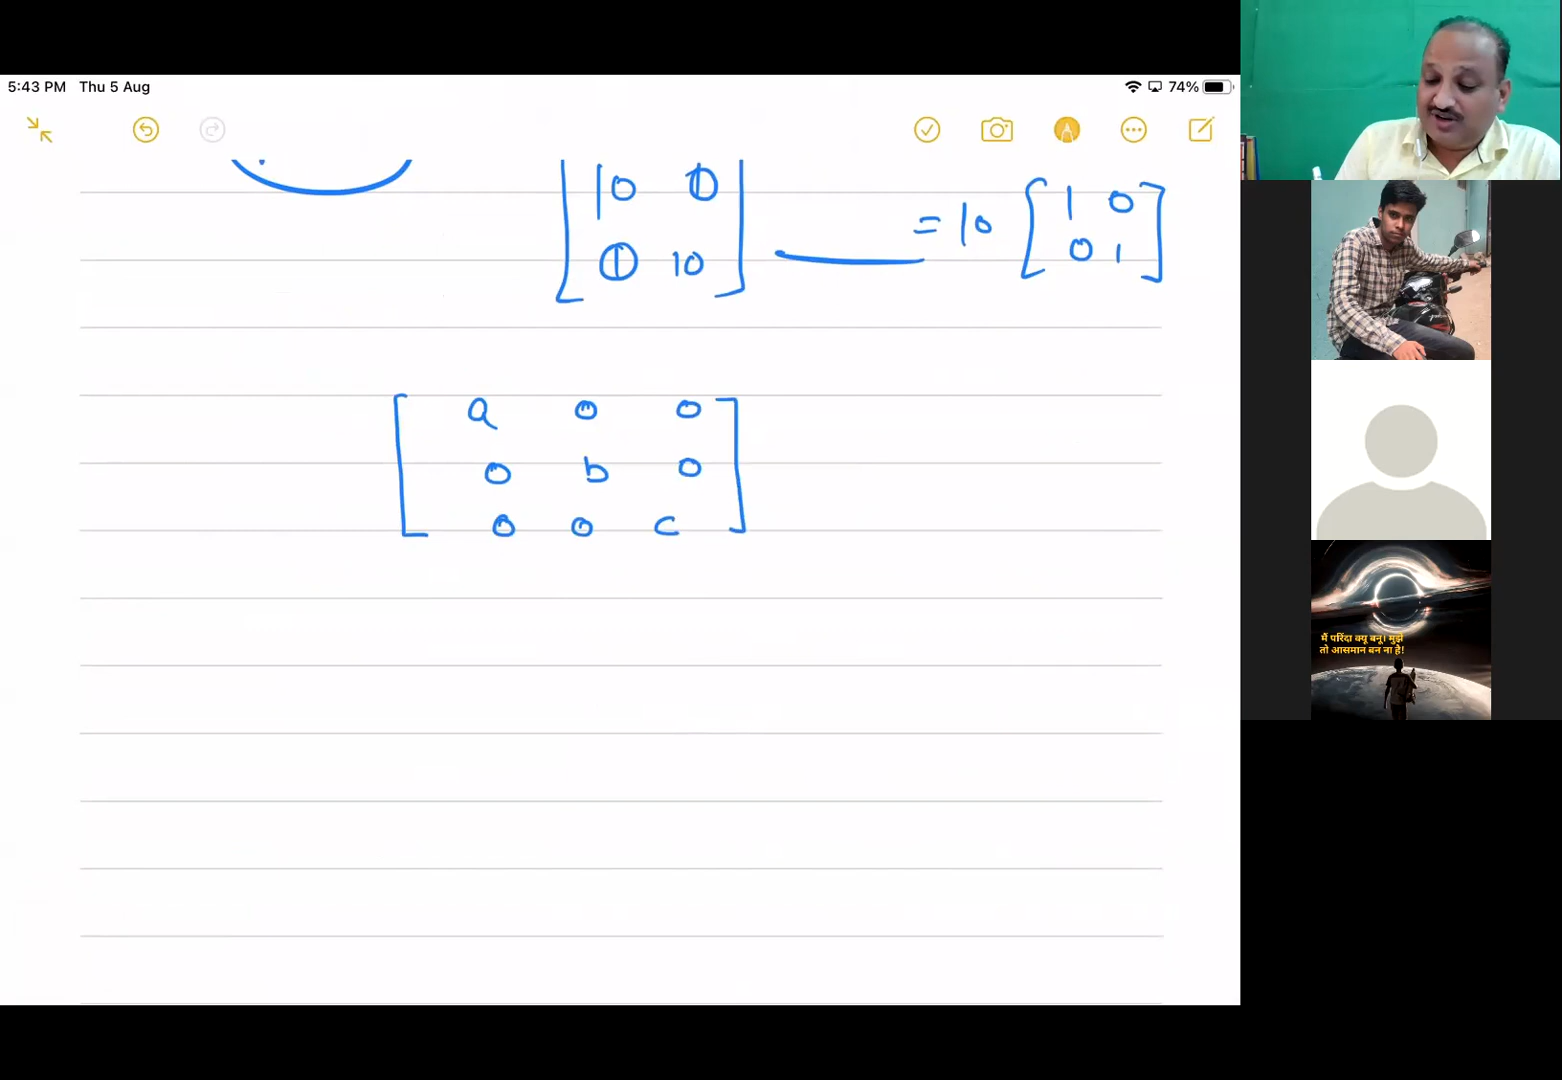 5:43 PM Thu 5 Aug
74%
10 0
0 10
= 10 [ 1 0
0 1 ]
[ a 0 0
0 b 0
0 0 c ]
मैं परिंदा क्यू बनू। मुझे
तो आसमान बन ना है!